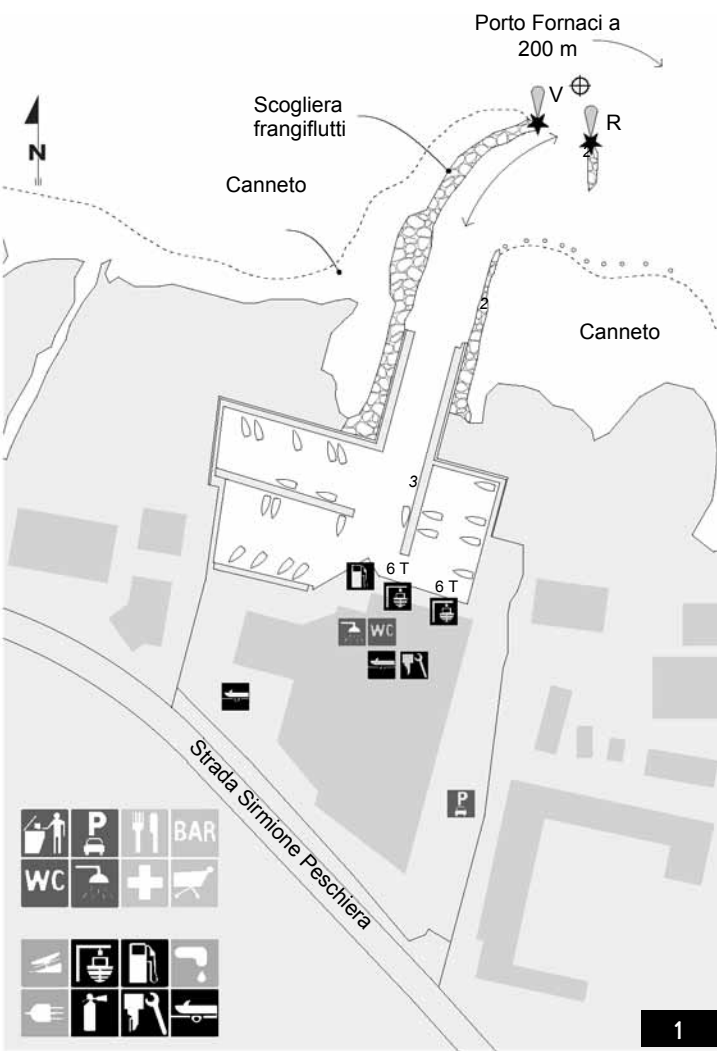 Porto Fornaci a
200 m
V
R
2
Scogliera
frangiflutti
N
Canneto
2
Canneto
3
6 T
6 T
WC
P
Strada Sirmione Peschiera
P
BAR
WC
1